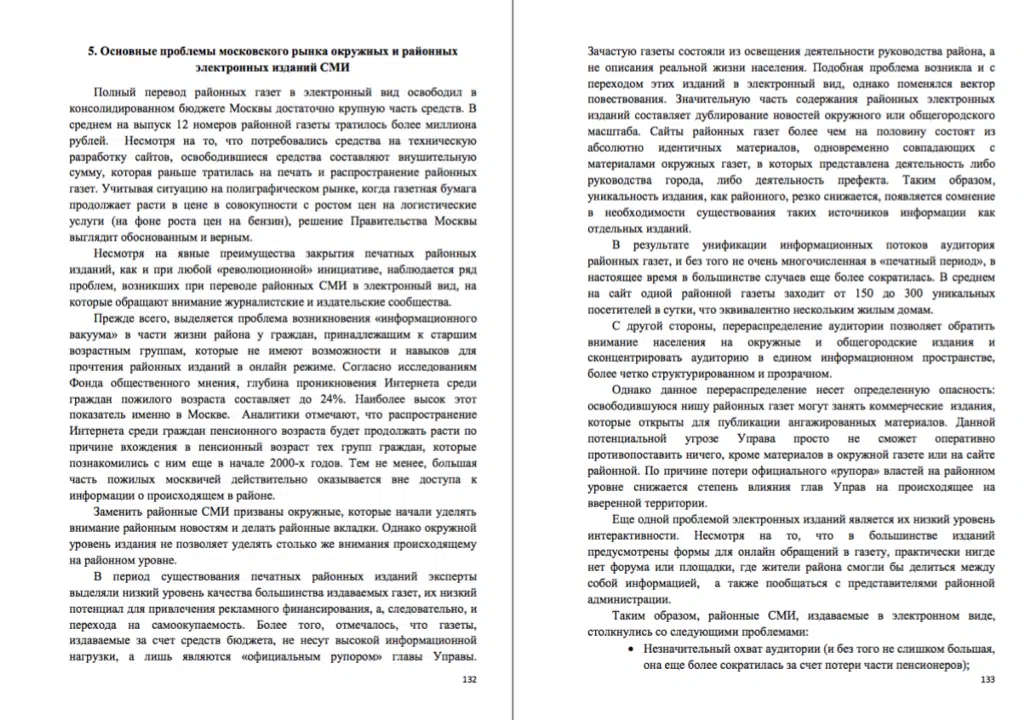 5. Основные проблемы московского рынка окружных и районных
электронных изданий СМИ
Полный перевод районных газет в электронный вид освободил в
консолидированном бюджете Москвы достаточно крупную часть средств. В
среднем на выпуск 12 номеров районной газеты тратилось более миллиона
рублей. Несмотря на то, что потребовались средства на техническую
разработку сайтов, освободившиеся средства составляют внушительную
сумму, которая раньше тратилась на печать и распространение районных
газет. Учитывая ситуацию на полиграфическом рынке, когда газетная бумага
продолжает расти в цене в совокупности с ростом цен на логистические
услуги (на фоне роста цен на бензин), решение Правительства Москвы
выглядит обоснованным и верным.
Несмотря на явные преимущества закрытия печатных районных
изданий, как и при любой «революционной» инициативе, наблюдается ряд
проблем, возникших при переводе районных СМИ в электронный вид, на
которые обращают внимание журналистские и издательские сообщества.
Прежде всего, выделяется проблема возникновения «информационного
вакуума» в части жизни района у граждан, принадлежащим к старшим
возрастным группам, которые не имеют возможности и навыков для
прочтения районных изданий в онлайн режиме. Согласно исследованиям
Фонда общественного мнения, глубина проникновения Интернета среди
граждан пожилого возраста составляет до 24%. Наиболее высок этот
показатель именно в Москве. Аналитики отмечают, что распространение
Интернета среди граждан пенсионного возраста будет продолжать расти по
причине вхождения в пенсионный возраст тех групп граждан, которые
познакомились с ним еще в начале 2000-х годов. Тем не менее, большая
часть пожилых москвичей действительно оказывается вне доступа к
информации о происходящем в районе.
Заменить районные СМИ призваны окружные, которые начали уделять
внимание районным новостям и делать районные вкладки. Однако окружной
уровень издания не позволяет уделять столько же внимания происходящему
на районном уровне.
В период существования печатных районных изданий эксперты
выделяли низкий уровень качества большинства издаваемых газет, их низкий
потенциал для привлечения рекламного финансирования, а, следовательно, и
перехода на самоокупаемость. Более того, отмечалось, что газеты,
издаваемые за счет средств бюджета, не несут высокой информационной
нагрузки, а лишь являются «официальным рупором» главы Управы.
132
Зачастую газеты состояли из освещения деятельности руководства района, а
не описания реальной жизни населения. Подобная проблема возникла и с
переходом этих изданий в электронный вид, однако поменялся вектор
повествования. Значительную часть содержания районных электронных
изданий составляет дублирование новостей окружного или общегородского
масштаба. Сайты районных газет более чем на половину состоят из
абсолютно идентичных материалов, одновременно совпадающих с
материалами окружных газет, в которых представлена деятельность либо
руководства города, либо деятельность префекта. Таким образом,
уникальность издания, как районного, резко снижается, появляется сомнение
в необходимости существования таких источников информации как
отдельных изданий.
В результате унификации информационных потоков аудитория
районных газет, и без того не очень многочисленная в «печатный период», в
настоящее время в большинстве случаев еще более сократилась. В среднем
на сайт одной районной газеты заходит от 150 до 300 уникальных
посетителей в сутки, что эквивалентно нескольким жилым домам.
С другой стороны, перераспределение аудитории позволяет обратить
внимание населения на окружные и общегородские издания и
сконцентрировать аудиторию в едином информационном пространстве,
более четко структурированном и прозрачном.
Однако данное перераспределение несет определенную опасность:
освободившуюся нишу районных газет могут занять коммерческие издания,
которые открыты для публикации ангажированных материалов. Данной
потенциальной угрозе Управа просто не сможет оперативно
противопоставить ничего, кроме материалов в окружной газете или на сайте
районной. По причине потери официального «рупора» властей на районном
уровне снижается степень влияния глав Управ на происходящее на
вверенной территории.
Еще одной проблемой электронных изданий является их низкий уровень
интерактивности. Несмотря на то, что в большинстве изданий
предусмотрены формы для онлайн обращений в газету, практически нигде
нет форума или площадки, где жители района смогли бы делиться между
собой информацией, а также пообщаться с представителями районной
администрации.
Таким образом, районные СМИ, издаваемые в электронном виде,
столкнулись со следующими проблемами:
• Незначительный охват аудитории (и без того не слишком большая,
она еще более сократилась за счет потери части пенсионеров);
133